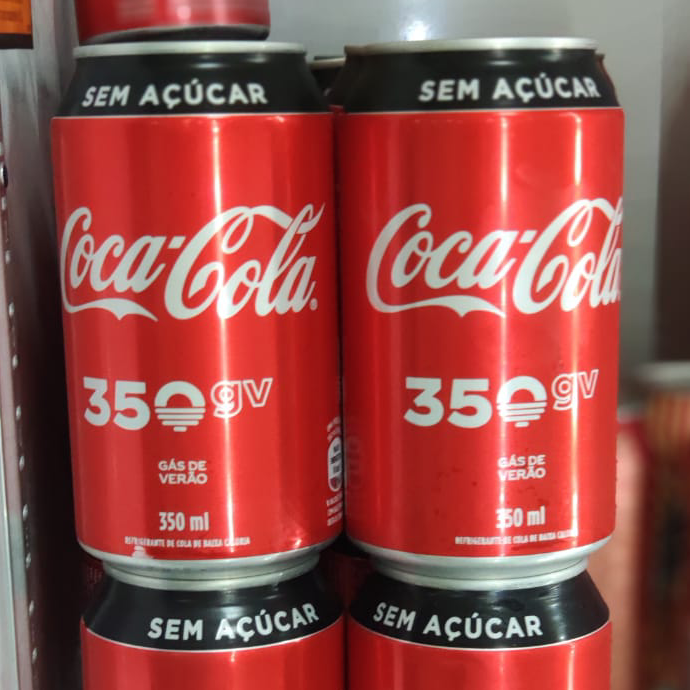 SEM AÇÚCAR
Coca-Cola
350gv
GÁS DE
VERÃO
350 ml
REFRIGERANTE DE COLA DE BAIXA CALORIA
SEM AÇÚCAR
Coca-Cola
350gv
GÁS DE
VERÃO
350 ml
REFRIGERANTE DE COLA DE BAIXA CALORIA
SEM AÇÚCAR
SEM AÇÚCAR